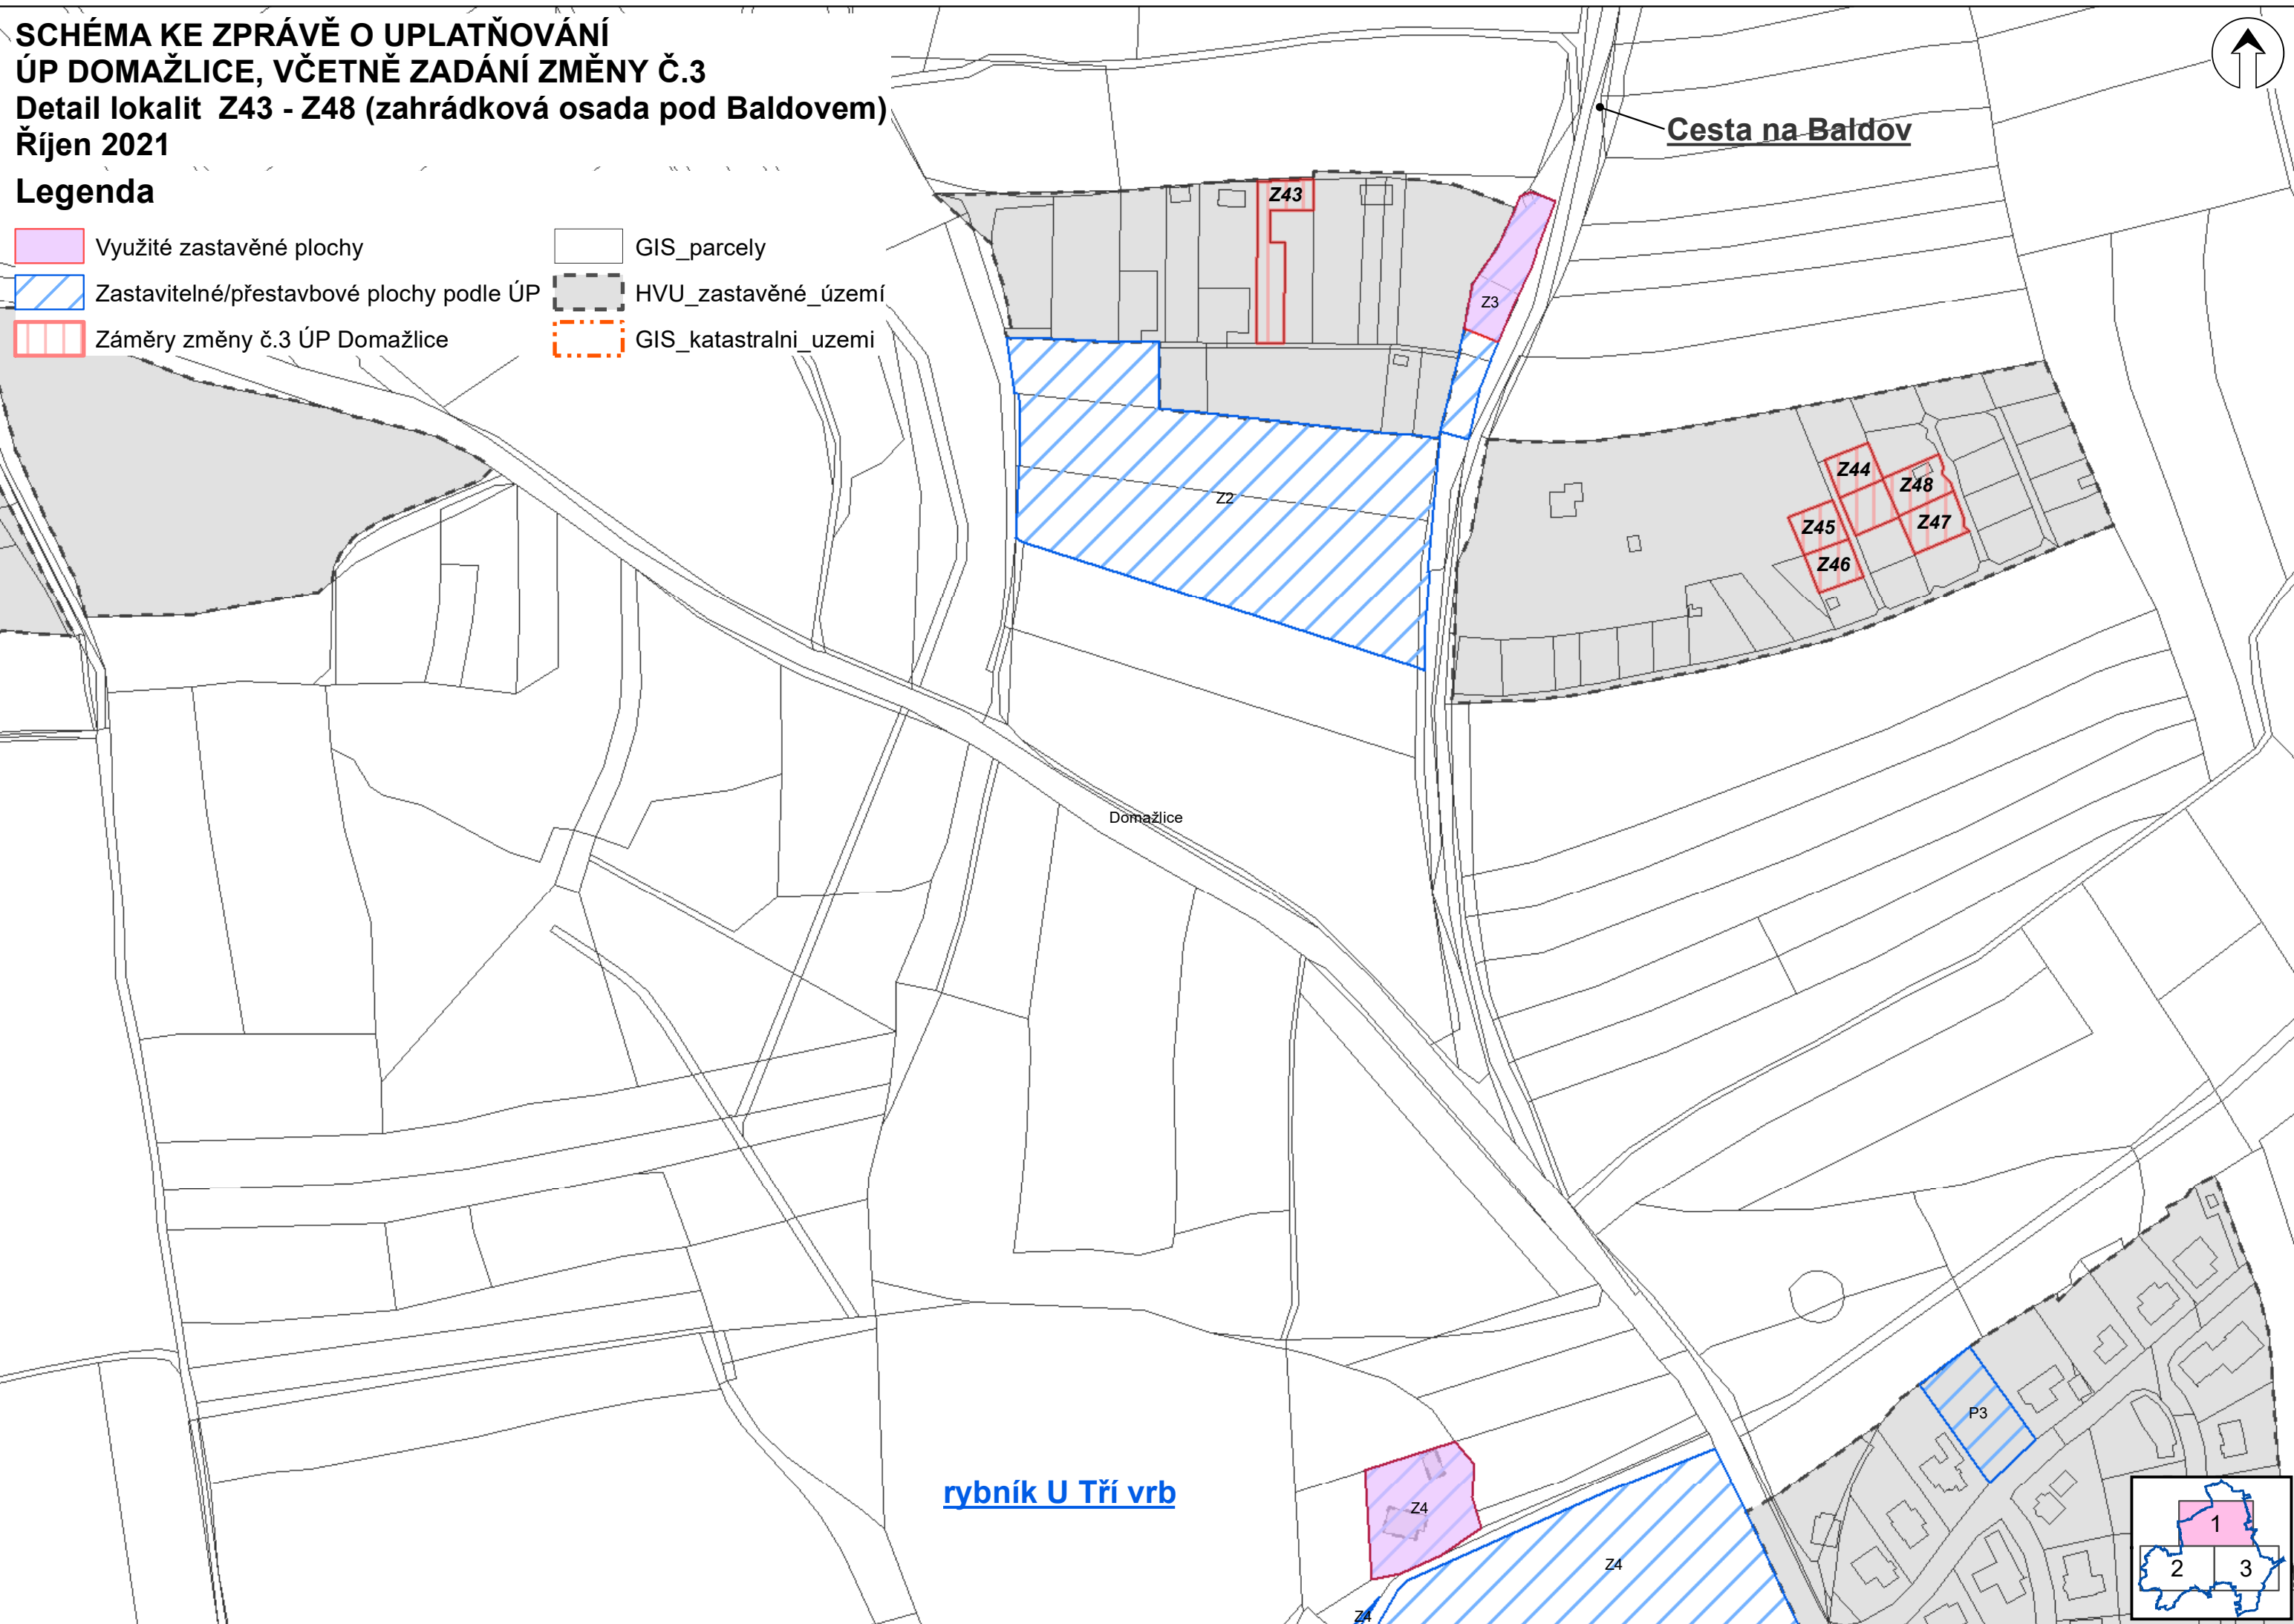 SCHÉMA KE ZPRÁVĚ O UPLATŇOVÁNÍ
ÚP DOMAŽLICE, VČETNĚ ZADÁNÍ ZMĚNY Č.3
Detail lokalit Z43 - Z48 (zahrádková osada pod Baldovem)
Říjen 2021
Legenda
Využité zastavěné plochy
Zastavitelné/přestavbové plochy podle ÚP
Záměry změny č.3 ÚP Domažlice
GIS_parcely
HVU_zastavěné_území
GIS_katastralni_uzemi
Cesta na Baldov
Z43
Z3
Z2
Z44
Z48
Z45
Z47
Z46
Domažlice
P3
rybník U Tří vrb
Z4
Z4
Z4
1
2 3